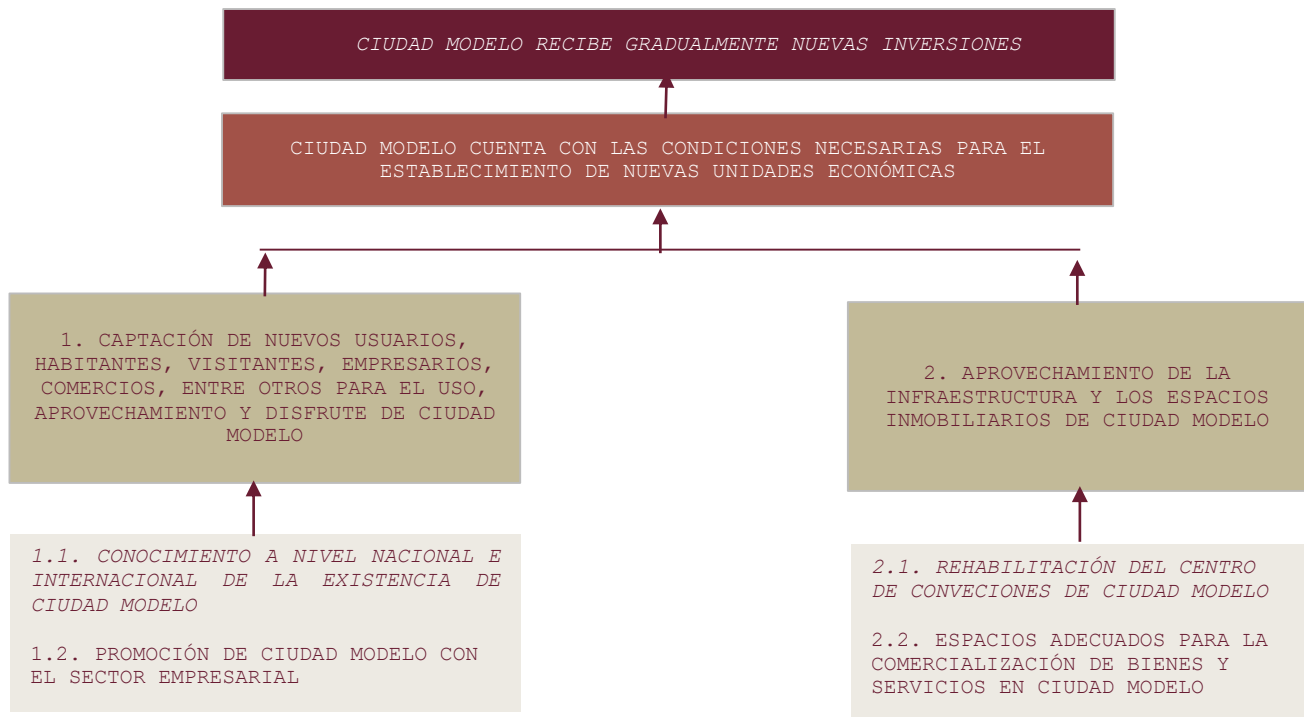 CIUDAD MODELO RECIBE GRADUALMENTE NUEVAS INVERSIONES
CIUDAD MODELO CUENTA CON LAS CONDICIONES NECESARIAS PARA EL
ESTABLECIMIENTO DE NUEVAS UNIDADES ECONÓMICAS
1. CAPTACIÓN DE NUEVOS USUARIOS,
HABITANTES, VISITANTES, EMPRESARIOS,
COMERCIOS, ENTRE OTROS PARA EL USO,
APROVECHAMIENTO Y DISFRUTE DE CIUDAD
MODELO
2. APROVECHAMIENTO DE LA
INFRAESTRUCTURA Y LOS ESPACIOS
INMOBILIARIOS DE CIUDAD MODELO
1.1. CONOCIMIENTO A NIVEL NACIONAL E
INTERNACIONAL DE LA EXISTENCIA DE
CIUDAD MODELO
1.2. PROMOCIÓN DE CIUDAD MODELO CON
EL SECTOR EMPRESARIAL
2.1. REHABILITACIÓN DEL CENTRO
DE CONVECIONES DE CIUDAD MODELO
2.2. ESPACIOS ADECUADOS PARA LA
COMERCIALIZACIÓN DE BIENES Y
SERVICIOS EN CIUDAD MODELO